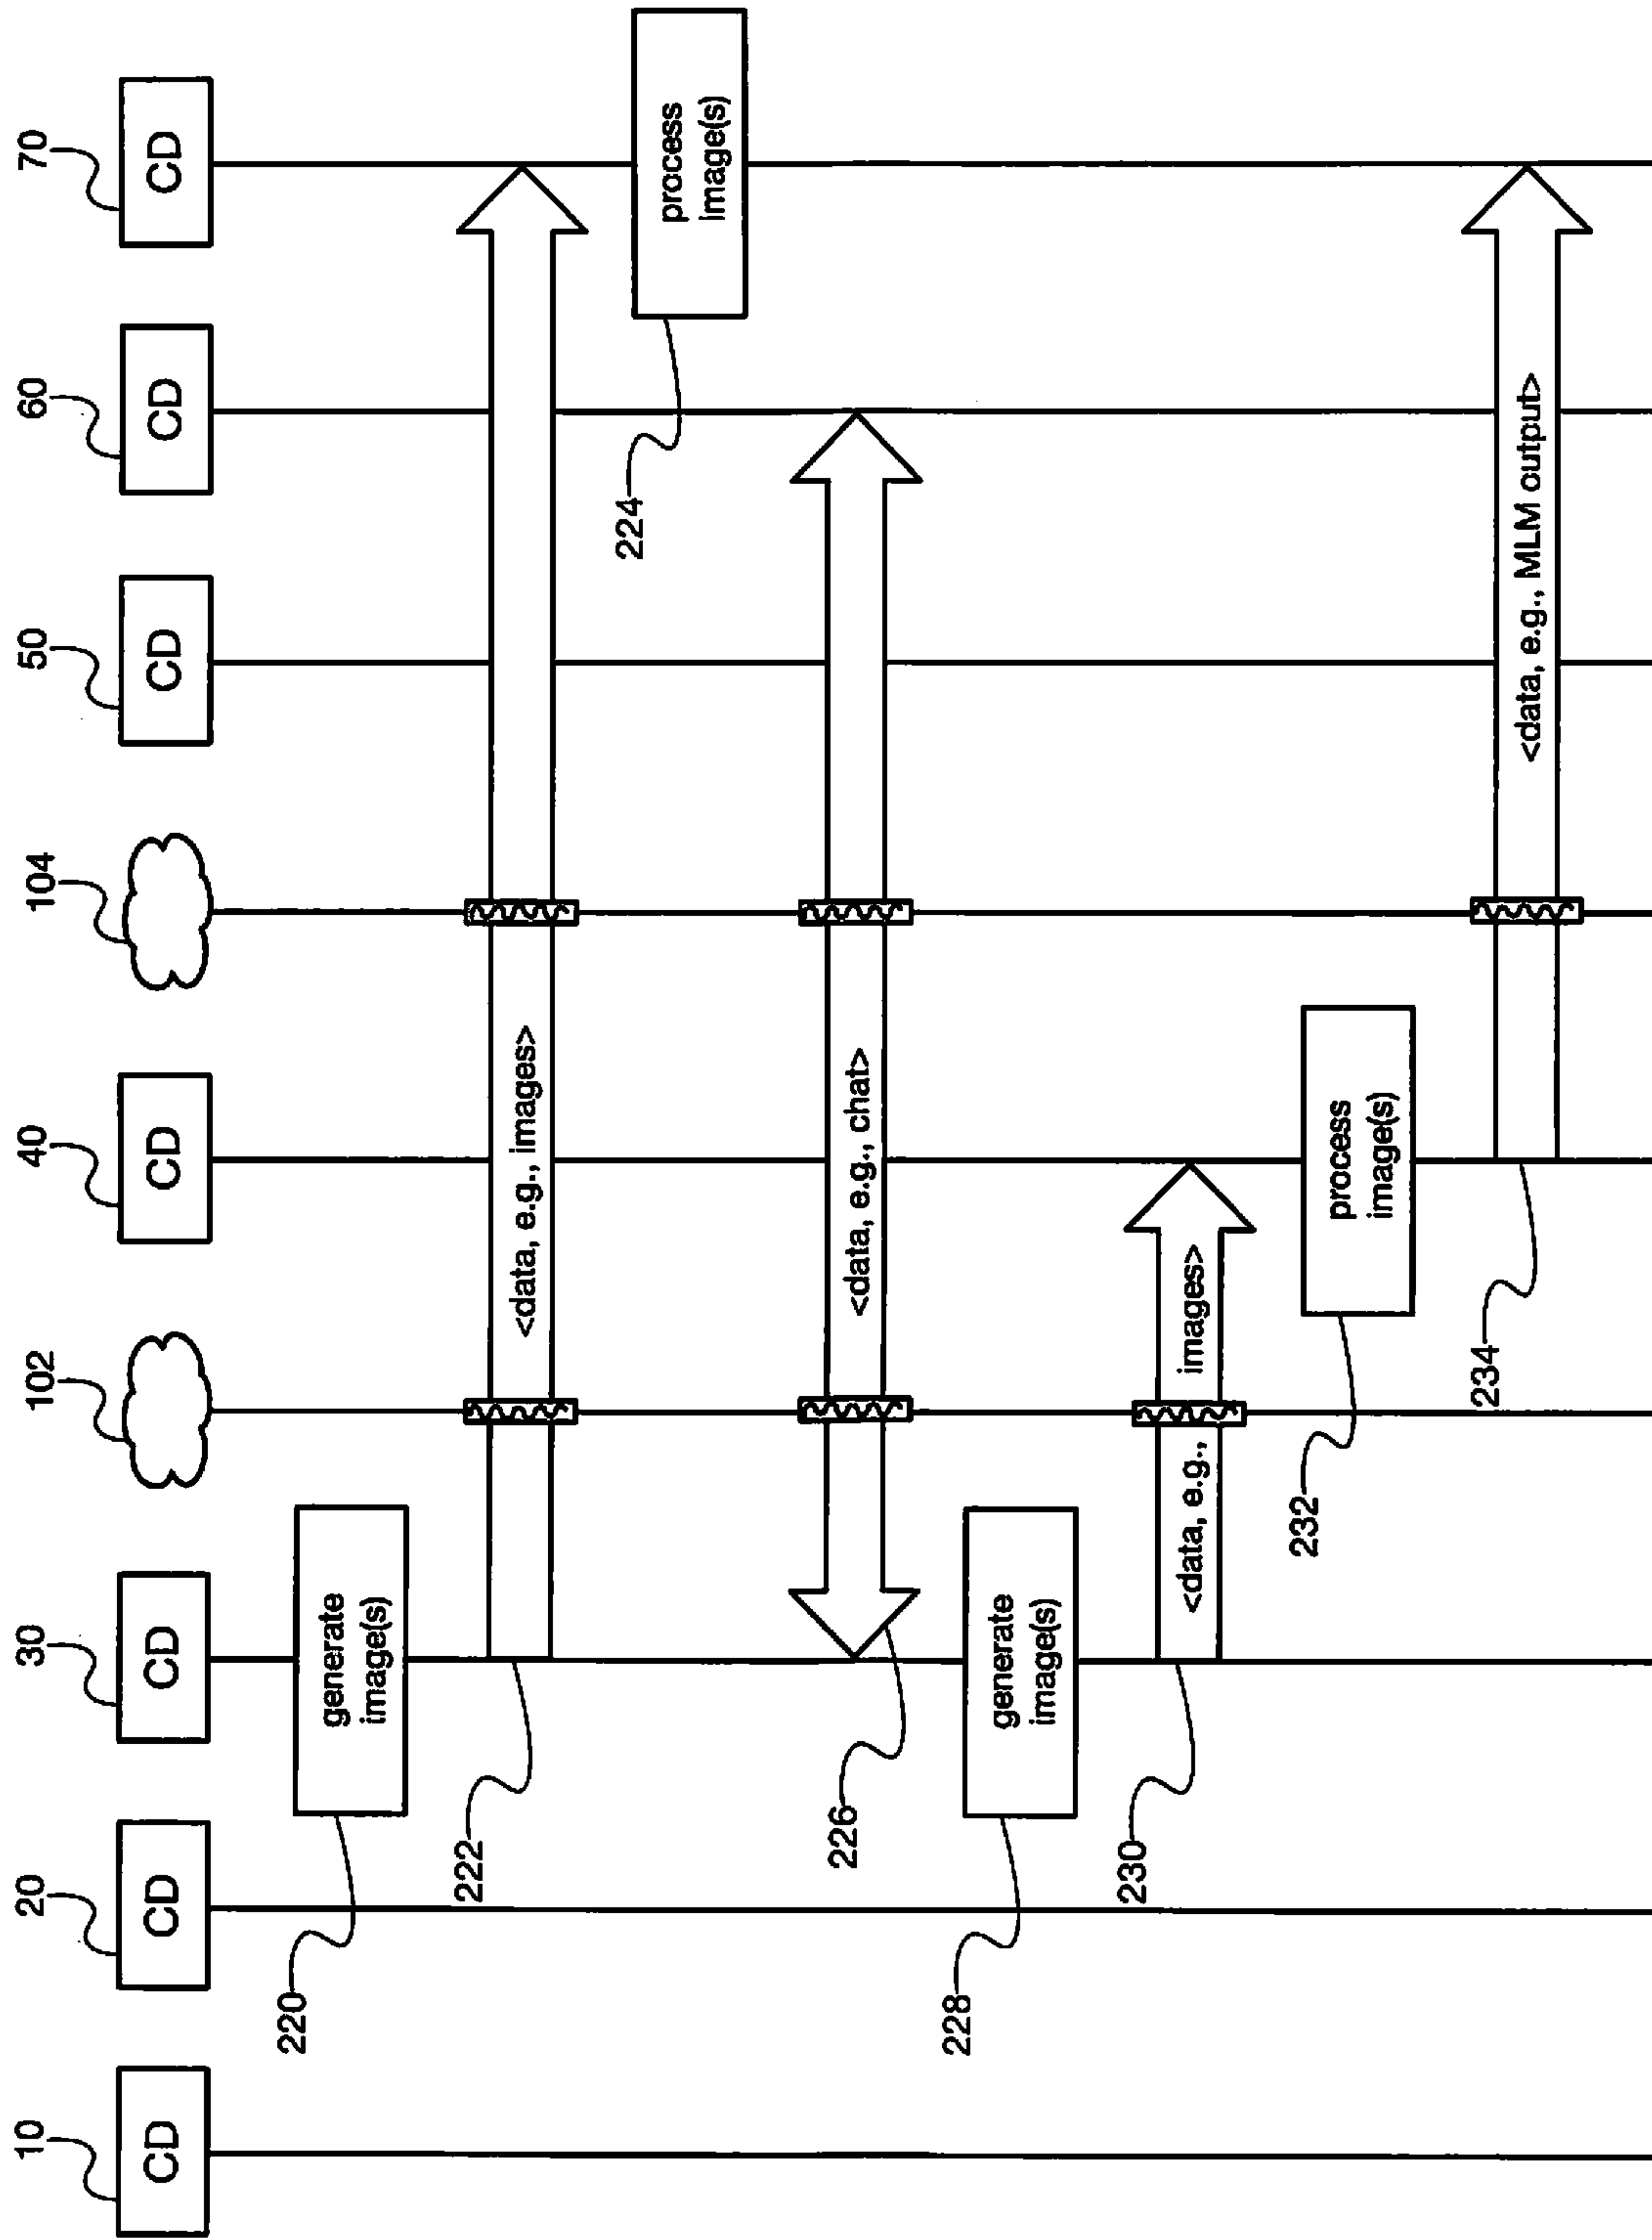 10
20
30
102
40
104
50
60
70
CD
CD
CD
CD
CD
CD
CD
220
generate
image(s)
222
<data, e.g., images>
224
process
image(s)
226
<data, e.g., chat>
228
generate
image(s)
230
<data, e.g., images>
232
process
image(s)
234
<data, e.g., MLM output>